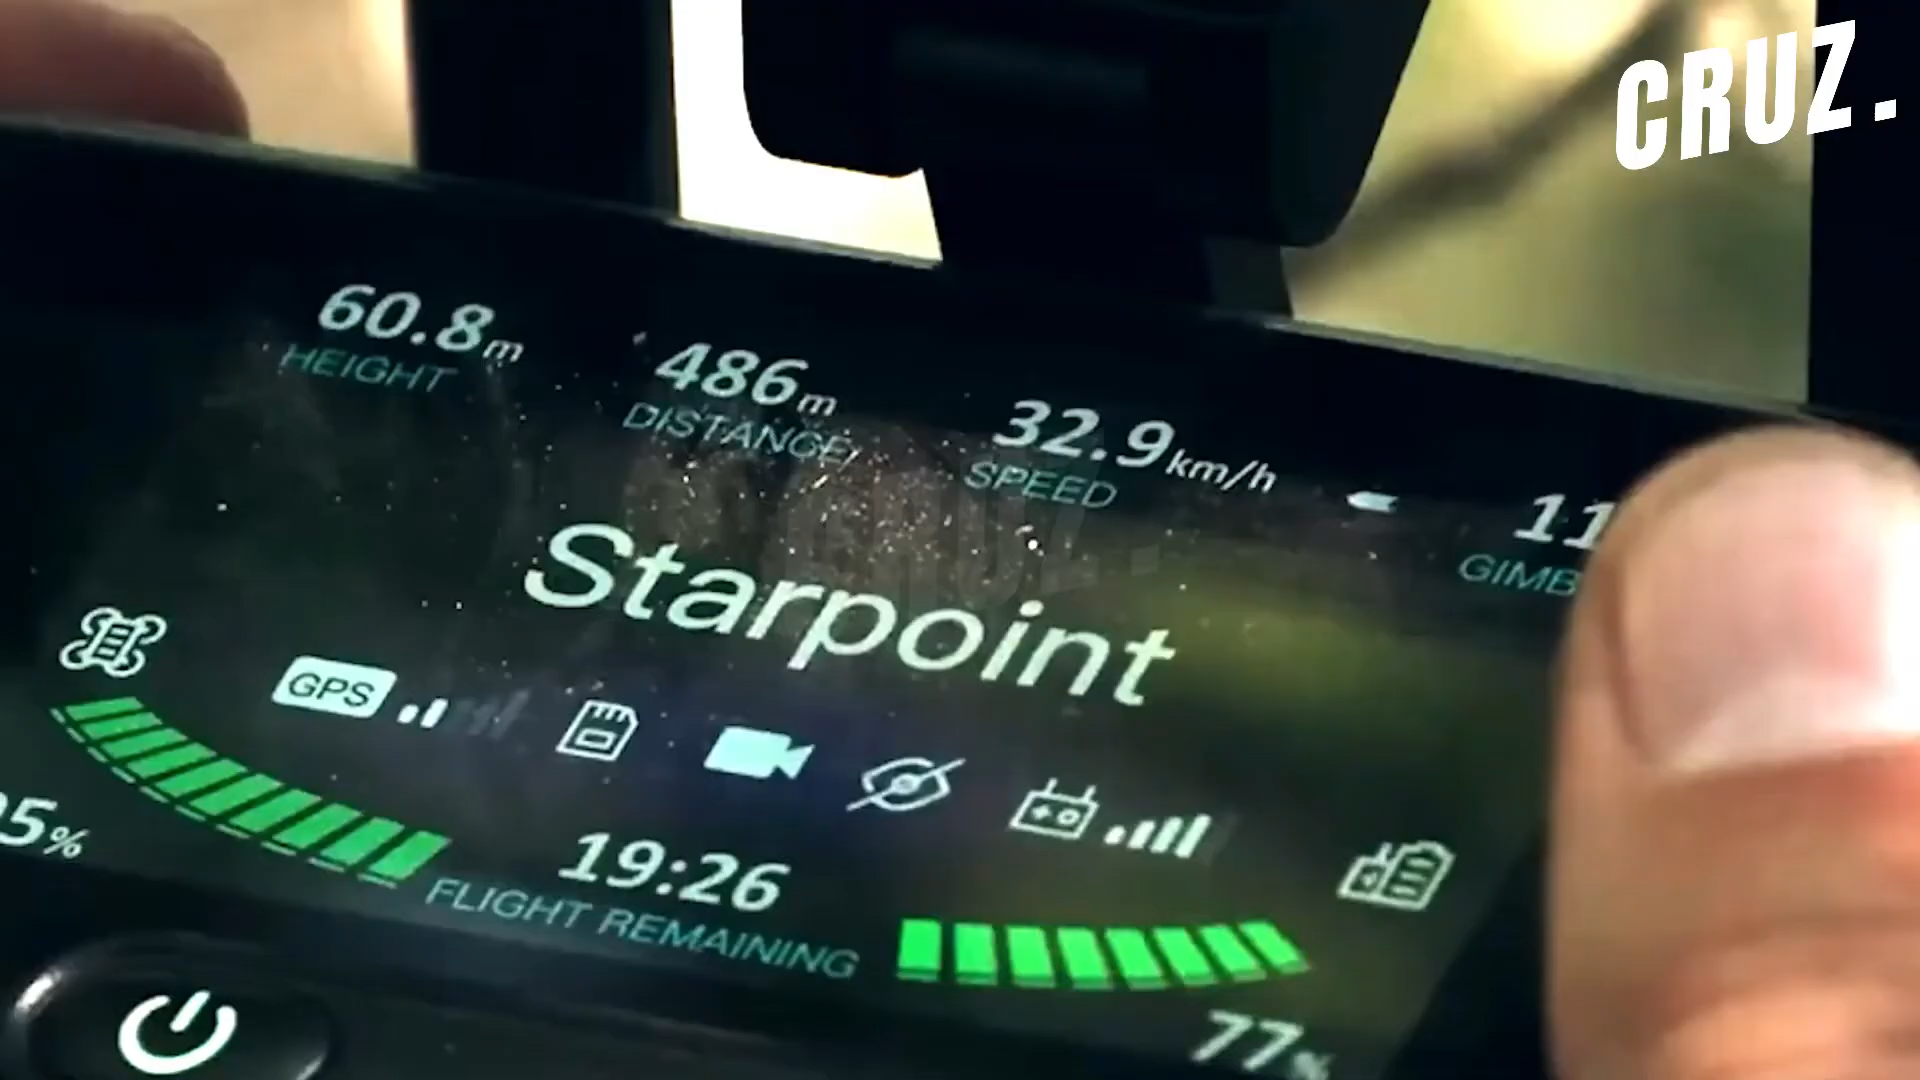 CRUZ.
60.8m
HEIGHT
486m
DISTANCE
32.9km/h
SPEED
Starpoint
GPS
19:26
FLIGHT REMAINING
77%